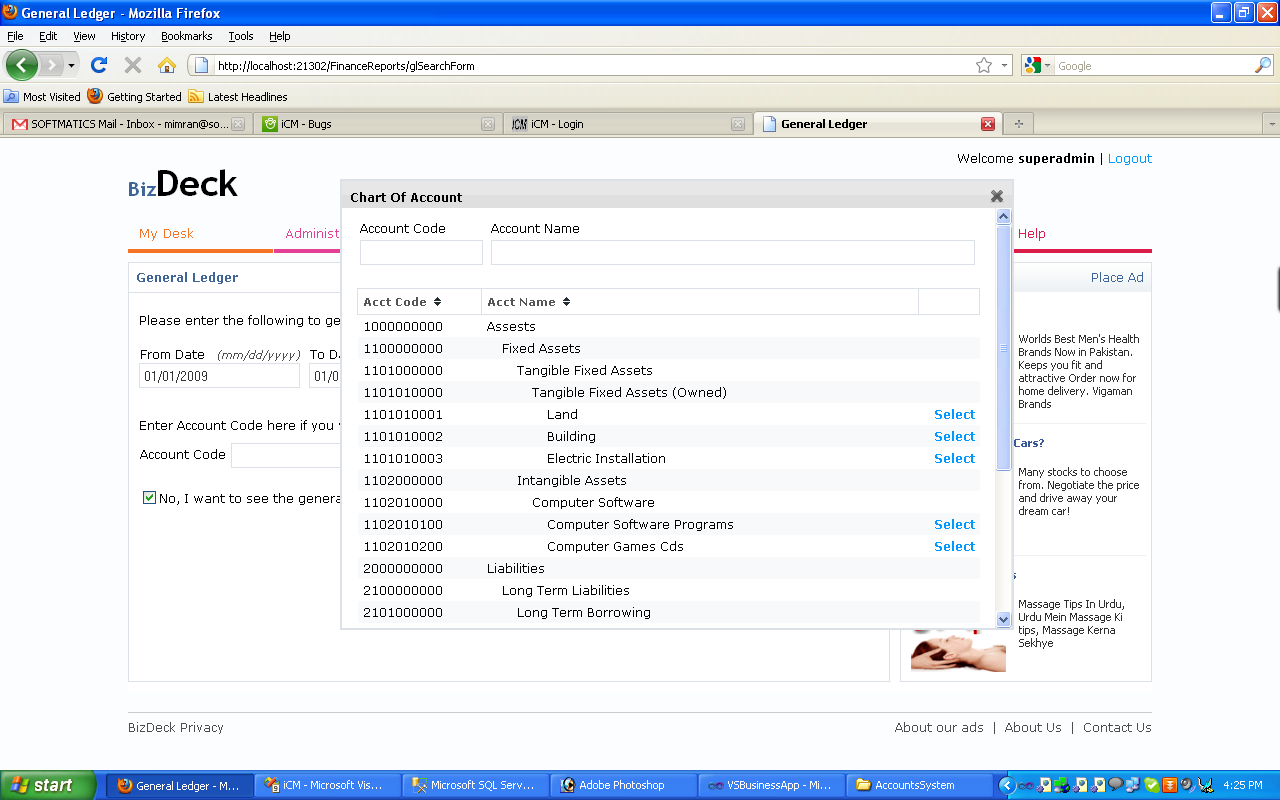 General Ledger - Mozilla Firefox
File Edit View History Bookmarks Tools Help
http://localhost:21302/FinanceReports/glSearchForm
Google
Most Visited Getting Started Latest Headlines
SOFTMATICS Mail - Inbox - mimran@so... iCM - Bugs iCM - Login General Ledger
Welcome superadmin | Logout
BizDeck
My Desk Administ Help
Chart Of Account
Account Code Account Name
Acct Code Acct Name
1000000000 Assests
1100000000 Fixed Assets
1101000000 Tangible Fixed Assets
1101010000 Tangible Fixed Assets (Owned)
1101010001 Land Select
1101010002 Building Select
1101010003 Electric Installation Select
1102000000 Intangible Assets
1102010000 Computer Software
1102010100 Computer Software Programs Select
1102010200 Computer Games Cds Select
2000000000 Liabilities
2100000000 Long Term Liabilities
2101000000 Long Term Borrowing
General Ledger
Please enter the following to ge
From Date (mm/dd/yyyy) To Da
01/01/2009 01/0
Enter Account Code here if you
Account Code
No, I want to see the genera
Place Ad
Worlds Best Men's Health
Brands Now in Pakistan.
Keeps you fit and
attractive Order now for
home delivery. Vigaman
Brands
Cars?
Many stocks to choose
from. Negotiate the price
and drive away your
dream car!
s
Massage Tips In Urdu,
Urdu Mein Massage Ki
tips, Massage Kerna
Sekhye
BizDeck Privacy
About our ads | About Us | Contact Us
start General Ledger - M... iCM - Microsoft Vis... Microsoft SQL Serv... Adobe Photoshop VSBusinessApp - Mi... AccountsSystem 4:25 PM